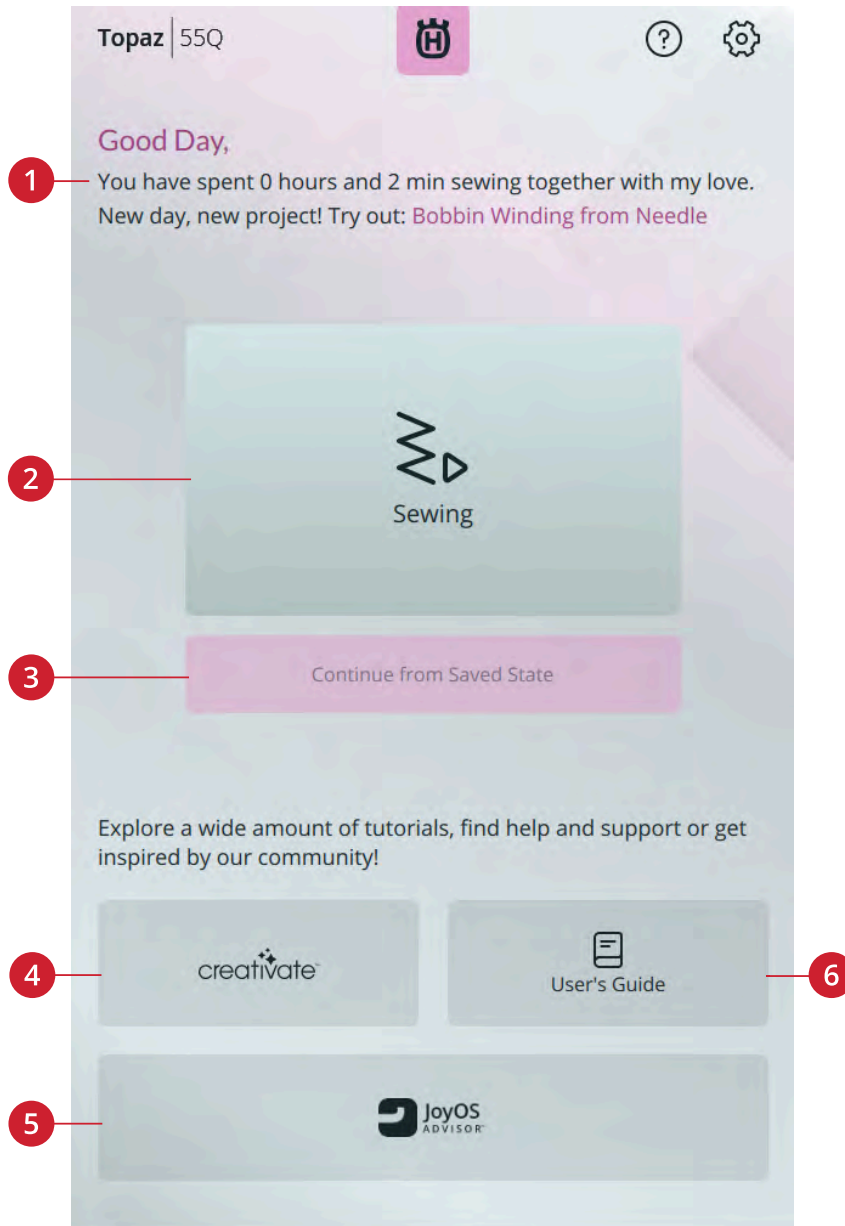 Topaz 55Q
H
?
Good Day,
1
You have spent 0 hours and 2 min sewing together with my love.
New day, new project! Try out: Bobbin Winding from Needle
2
Sewing
3
Continue from Saved State
Explore a wide amount of tutorials, find help and support or get
inspired by our community!
4
creativate™
User's Guide
6
5
JoyOS
ADVISOR™